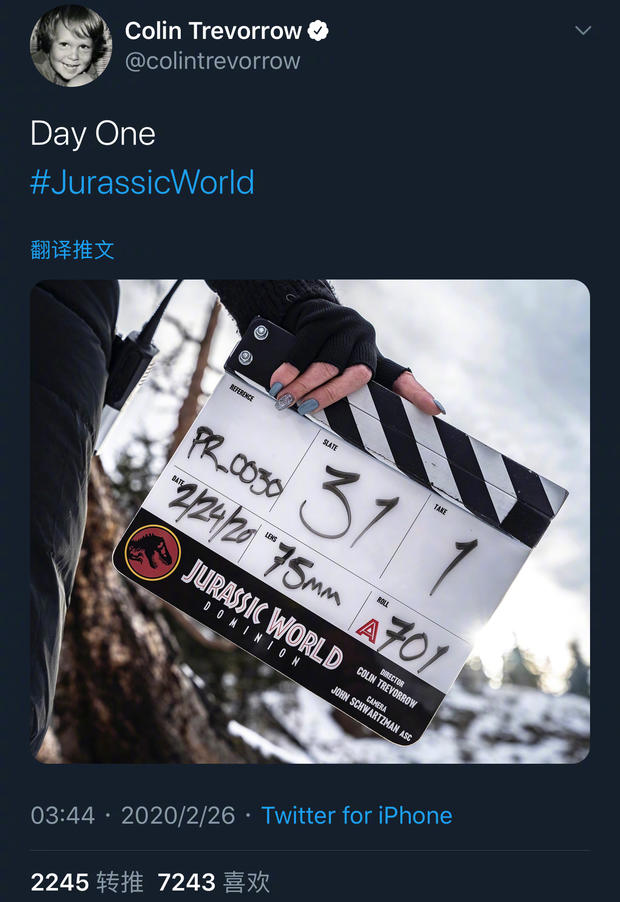 Colin Trevorrow
@colintrevorrow
Day One
#JurassicWorld
翻译推文
REFERENCE
PR_0030
SLATE
31
TAKE
1
DATE
2/24/20
LENS
75mm
ROLL
A701
JURASSIC WORLD
DOMINION
DIRECTOR
COLIN TREVORROW
CAMERA
JOHN SCHWARTZMAN ASC
03:44 · 2020/2/26 · Twitter for iPhone
2245 转推 7243 喜欢